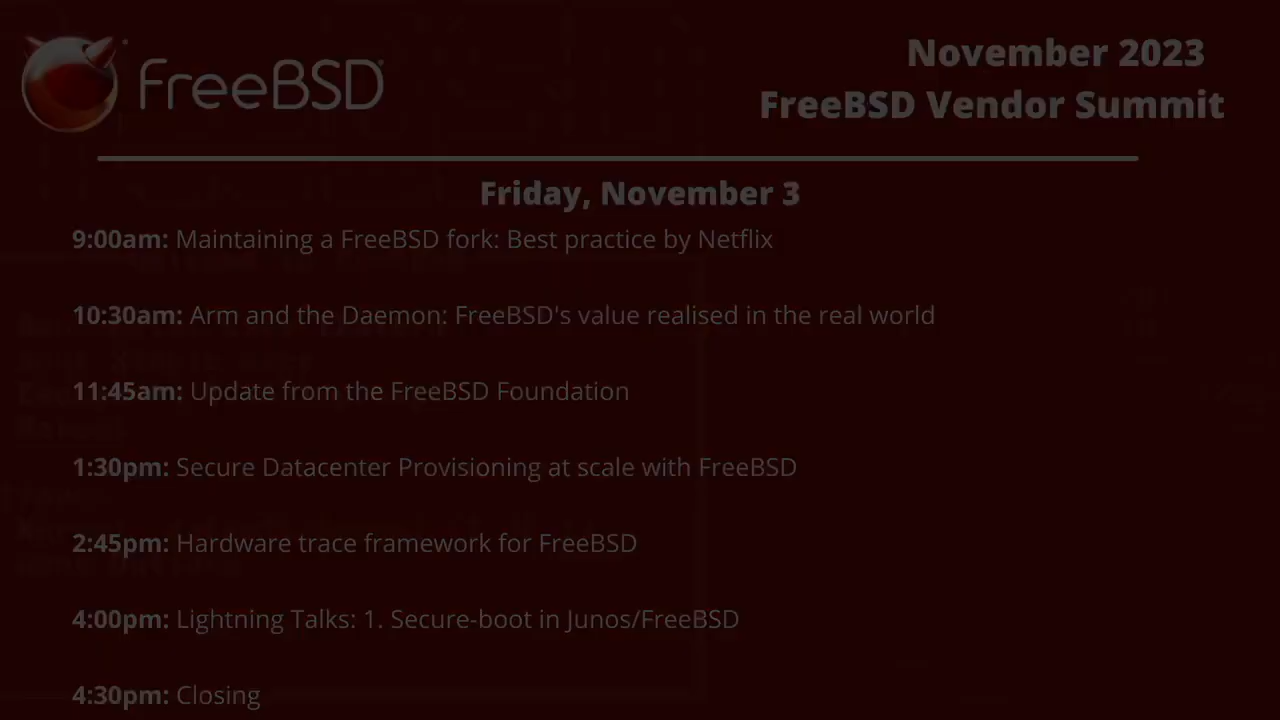 FreeBSD
November 2023
FreeBSD Vendor Summit
Friday, November 3
9:00am: Maintaining a FreeBSD fork: Best practice by Netflix
10:30am: Arm and the Daemon: FreeBSD's value realised in the real world
11:45am: Update from the FreeBSD Foundation
1:30pm: Secure Datacenter Provisioning at scale with FreeBSD
2:45pm: Hardware trace framework for FreeBSD
4:00pm: Lightning Talks: 1. Secure-boot in Junos/FreeBSD
4:30pm: Closing